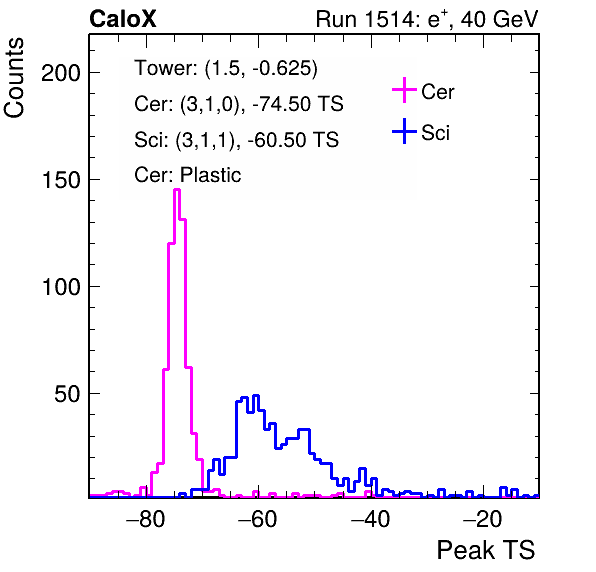 CaloX Run 1514: e+, 40 GeV
Counts
Tower: (1.5, -0.625)
Cer: (3,1,0), -74.50 TS
Sci: (3,1,1), -60.50 TS
Cer: Plastic
Cer
Sci
200
150
100
50
−80 −60 −40 −20
Peak TS